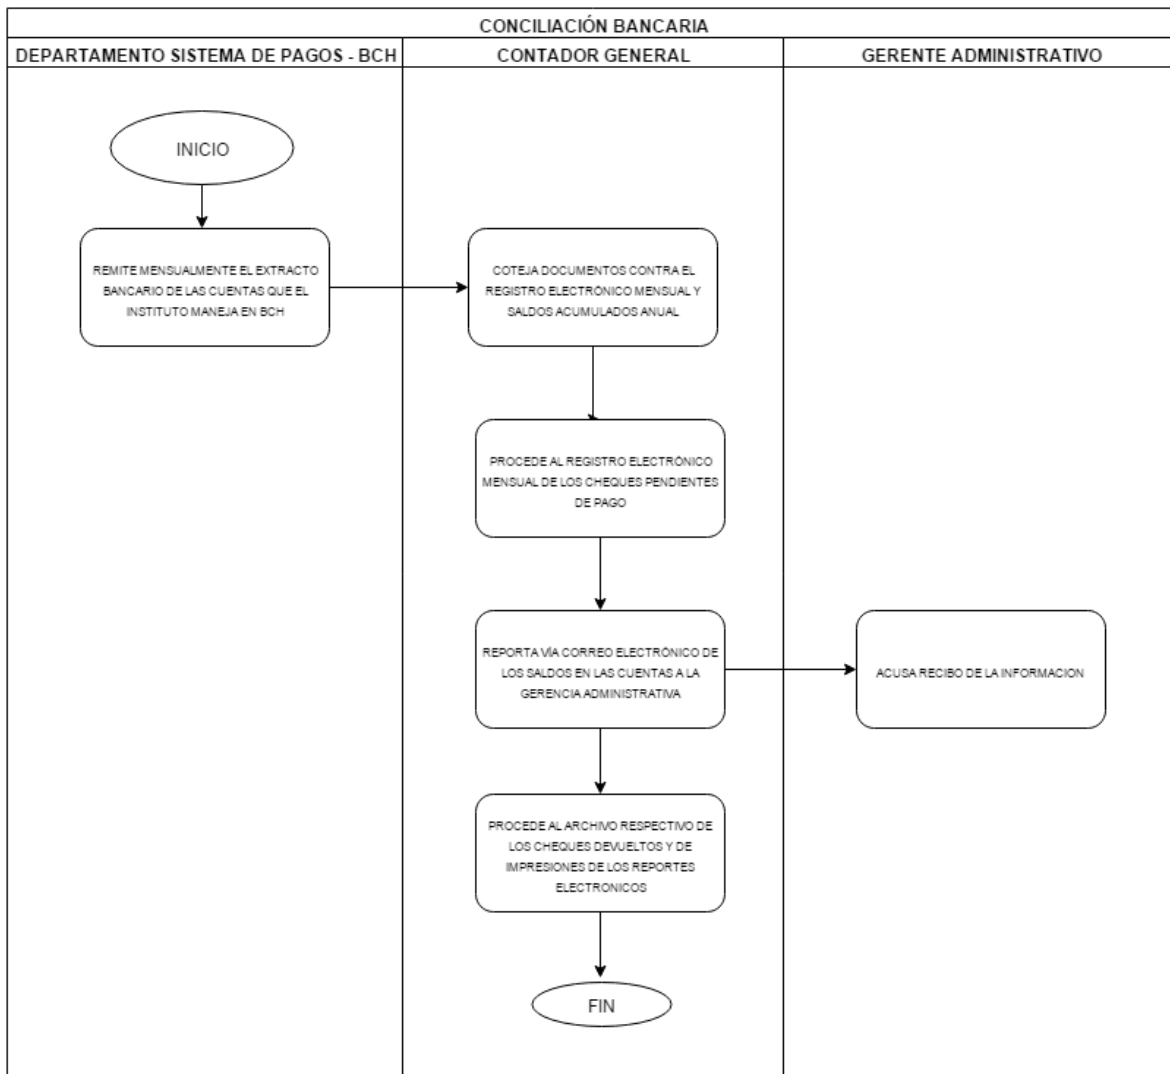 CONCILIACIÓN BANCARIA
DEPARTAMENTO SISTEMA DE PAGOS - BCH
CONTADOR GENERAL
GERENTE ADMINISTRATIVO
INICIO
REMITE MENSUALMENTE EL EXTRACTO
BANCARIO DE LAS CUENTAS QUE EL
INSTITUTO MANEJA EN BCH
COTEJA DOCUMENTOS CONTRA EL
REGISTRO ELECTRÓNICO MENSUAL Y
SALDOS ACUMULADOS ANUAL
PROCEDE AL REGISTRO ELECTRÓNICO
MENSUAL DE LOS CHEQUES PENDIENTES
DE PAGO
REPORTA VÍA CORREO ELECTRÓNICO DE
LOS SALDOS EN LAS CUENTAS A LA
GERENCIA ADMINISTRATIVA
ACUSA RECIBO DE LA INFORMACION
PROCEDE AL ARCHIVO RESPECTIVO DE
LOS CHEQUES DEVUELTOS Y DE
IMPRESIONES DE LOS REPORTES
ELECTRONICOS
FIN